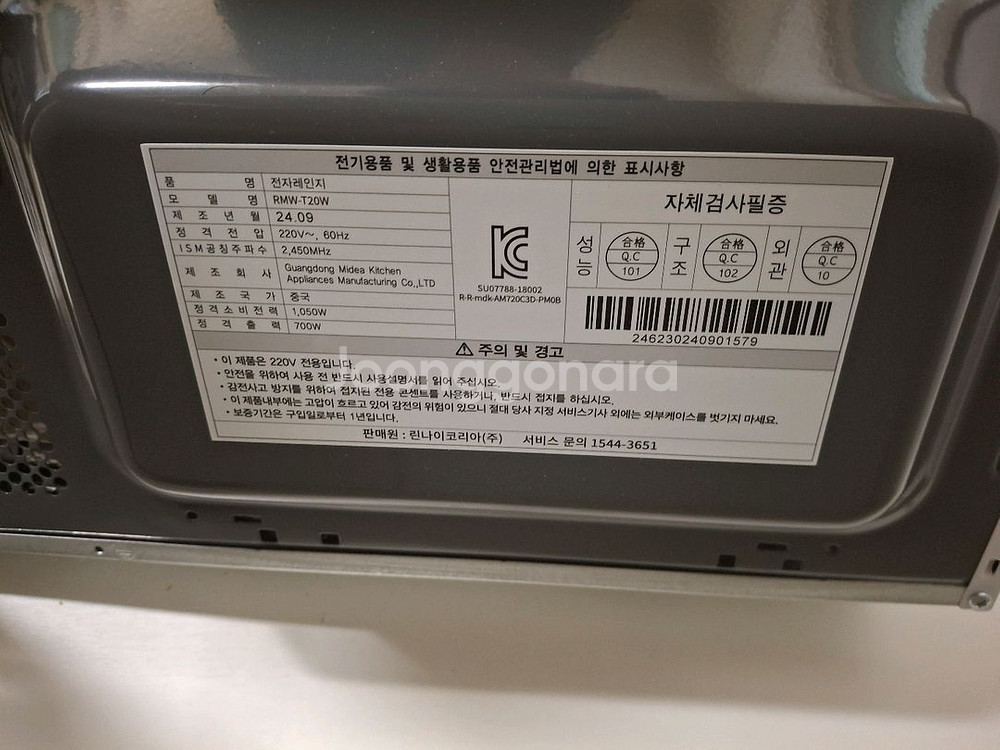 전기용품 및 생활용품 안전관리법에 의한 표시사항
품 명 전자레인지
모 델 명 RMW-T20W
제 조 년 월 24.09
정 격 전 압 220V~, 60Hz
ISM공칭주파수 2,450MHz
제 조 회 사 Guangdong Midea Kitchen
Appliances Manufacturing Co.,LTD
제 조 국 가 중국
정격소비전력 1,050W
정 격 출 력 700W
KC
SU07788-18002
R-R-mdk-AM720C3D-PM0B
자체검사필증
성능 合格 Q.C 101
구조 合格 Q.C 102
외관 合格 Q.C 10
246230240901579
⚠ 주의 및 경고
• 이 제품은 220V 전용입니다.
• 안전을 위하여 사용 전 반드시 사용설명서를 읽어 주십시오.
• 감전사고 방지를 위하여 접지된 전용 콘센트를 사용하거나, 반드시 접지를 하십시오.
• 이 제품내부에는 고압이 흐르고 있어 감전의 위험이 있으니 절대 당사 지정 서비스기사 외에는 외부케이스를 벗기지 마세요.
• 보증기간은 구입일로부터 1년입니다.
판매원 : 린나이코리아(주) 서비스 문의 1544-3651
joongonara